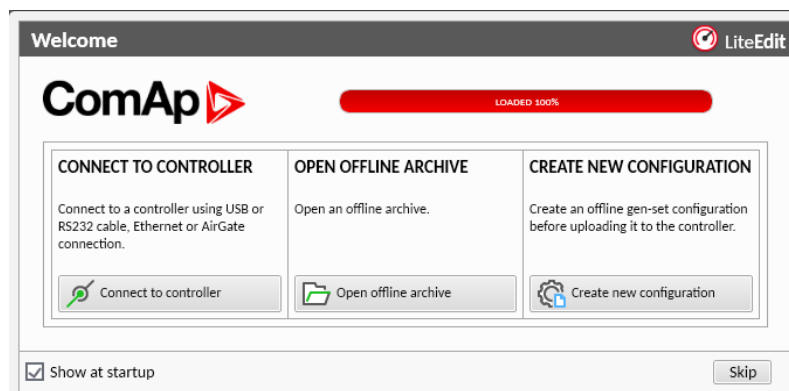 Welcome
LiteEdit
ComAp
LOADED 100%
CONNECT TO CONTROLLER
Connect to a controller using USB or
RS232 cable, Ethernet or AirGate
connection.
Connect to controller
OPEN OFFLINE ARCHIVE
Open an offline archive.
Open offline archive
CREATE NEW CONFIGURATION
Create an offline gen-set configuration
before uploading it to the controller.
Create new configuration
Show at startup
Skip